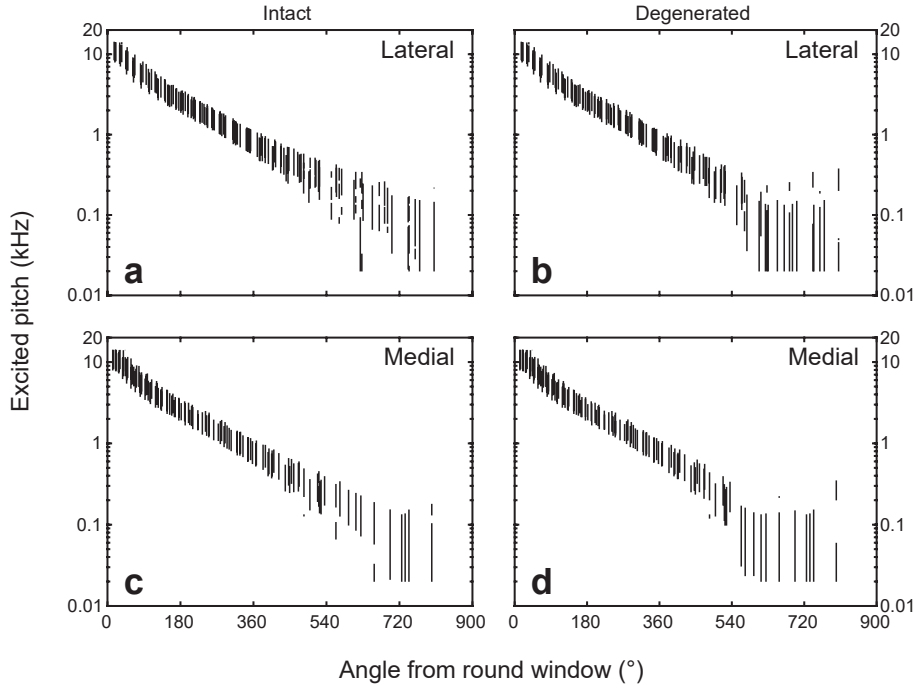 Intact Degenerated
20 Lateral Lateral 20
10 10
1 1
0.1 0.1
0.01 a b 0.01
Excited pitch (kHz)
20 Medial Medial 20
10 10
1 1
0.1 0.1
0.01 c d 0.01
0 180 360 540 720 900 0 180 360 540 720 900
Angle from round window (°)